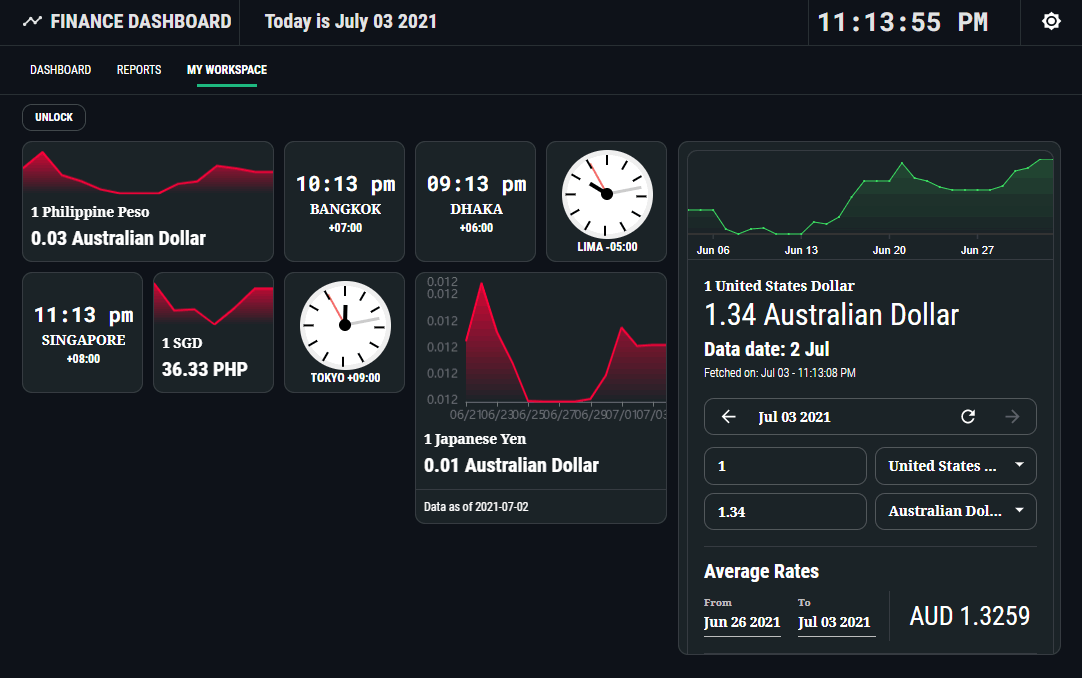 FINANCE DASHBOARD
Today is July 03 2021
11:13:55 PM
DASHBOARD
REPORTS
MY WORKSPACE
UNLOCK
1 Philippine Peso
0.03 Australian Dollar
10:13 pm
BANGKOK
+07:00
09:13 pm
DHAKA
+06:00
LIMA -05:00
11:13 pm
SINGAPORE
+08:00
1 SGD
36.33 PHP
TOKYO +09:00
0.012
0.012
0.012
0.012
0.012
0.012
06/21 06/23 06/25 06/27 06/29 07/01 07/03
1 Japanese Yen
0.01 Australian Dollar
Data as of 2021-07-02
Jun 06 Jun 13 Jun 20 Jun 27
1 United States Dollar
1.34 Australian Dollar
Data date: 2 Jul
Fetched on: Jul 03 - 11:13:08 PM
Jul 03 2021
1
United States ...
1.34
Australian Dol...
Average Rates
From
Jun 26 2021
To
Jul 03 2021
AUD 1.3259